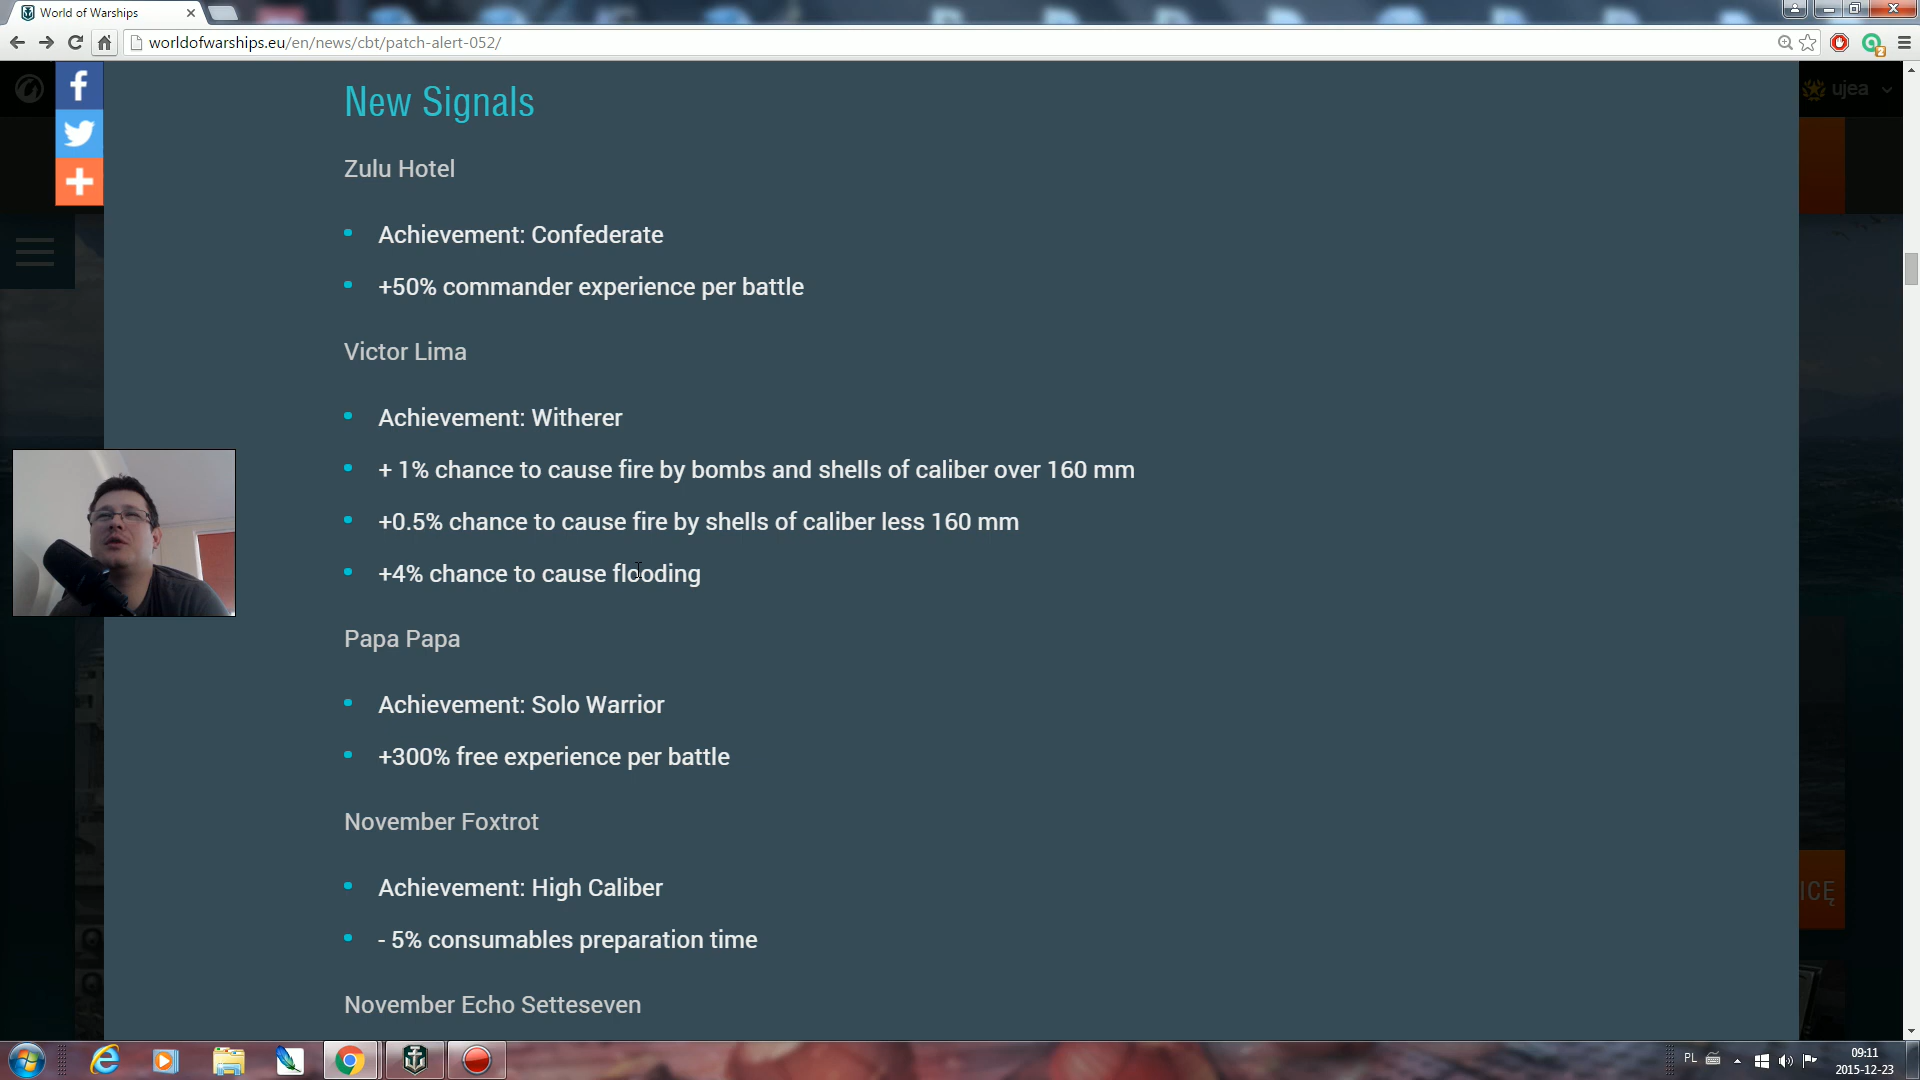 World of Warships
worldofwarships.eu/en/news/cbt/patch-alert-052/
2
ujea
New Signals
Zulu Hotel
Achievement: Confederate
+50% commander experience per battle
Victor Lima
Achievement: Witherer
+ 1% chance to cause fire by bombs and shells of caliber over 160 mm
+0.5% chance to cause fire by shells of caliber less 160 mm
+4% chance to cause flooding
Papa Papa
Achievement: Solo Warrior
+300% free experience per battle
November Foxtrot
Achievement: High Caliber
ICĘ
- 5% consumables preparation time
November Echo Setteseven
PL
09:11
2015-12-23